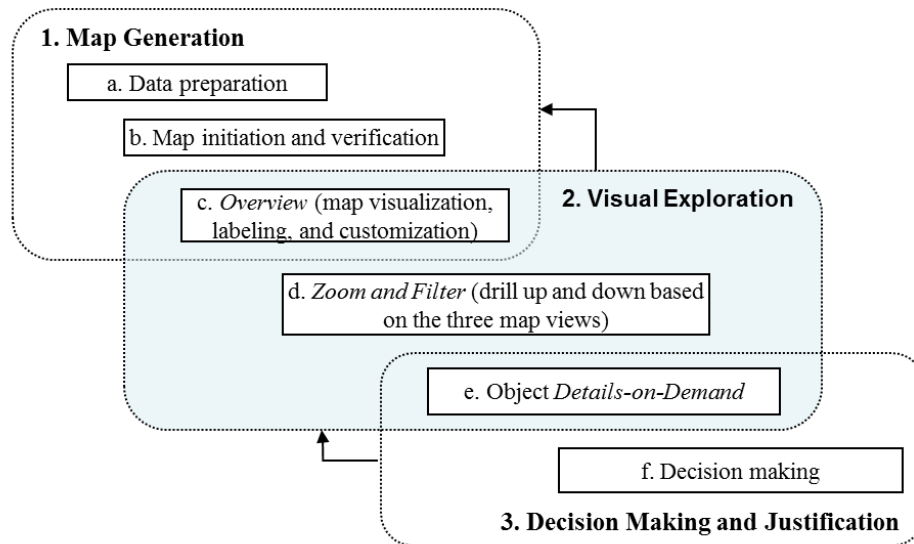 1. Map Generation
a. Data preparation
b. Map initiation and verification
c. Overview (map visualization,
labeling, and customization)
2. Visual Exploration
d. Zoom and Filter (drill up and down based
on the three map views)
e. Object Details-on-Demand
f. Decision making
3. Decision Making and Justification